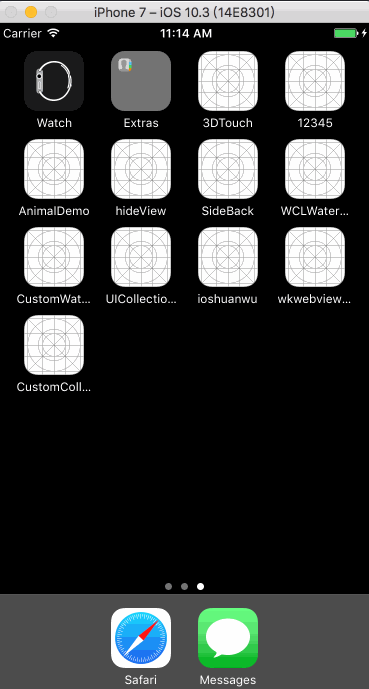 iPhone 7 – iOS 10.3 (14E8301)
Carrier 11:14 AM
Watch Extras 3DTouch 12345
AnimalDemo hideView SideBack WCLWater...
CustomWat... UICollectio... ioshuanwu wkwebview...
CustomColl...
Safari Messages